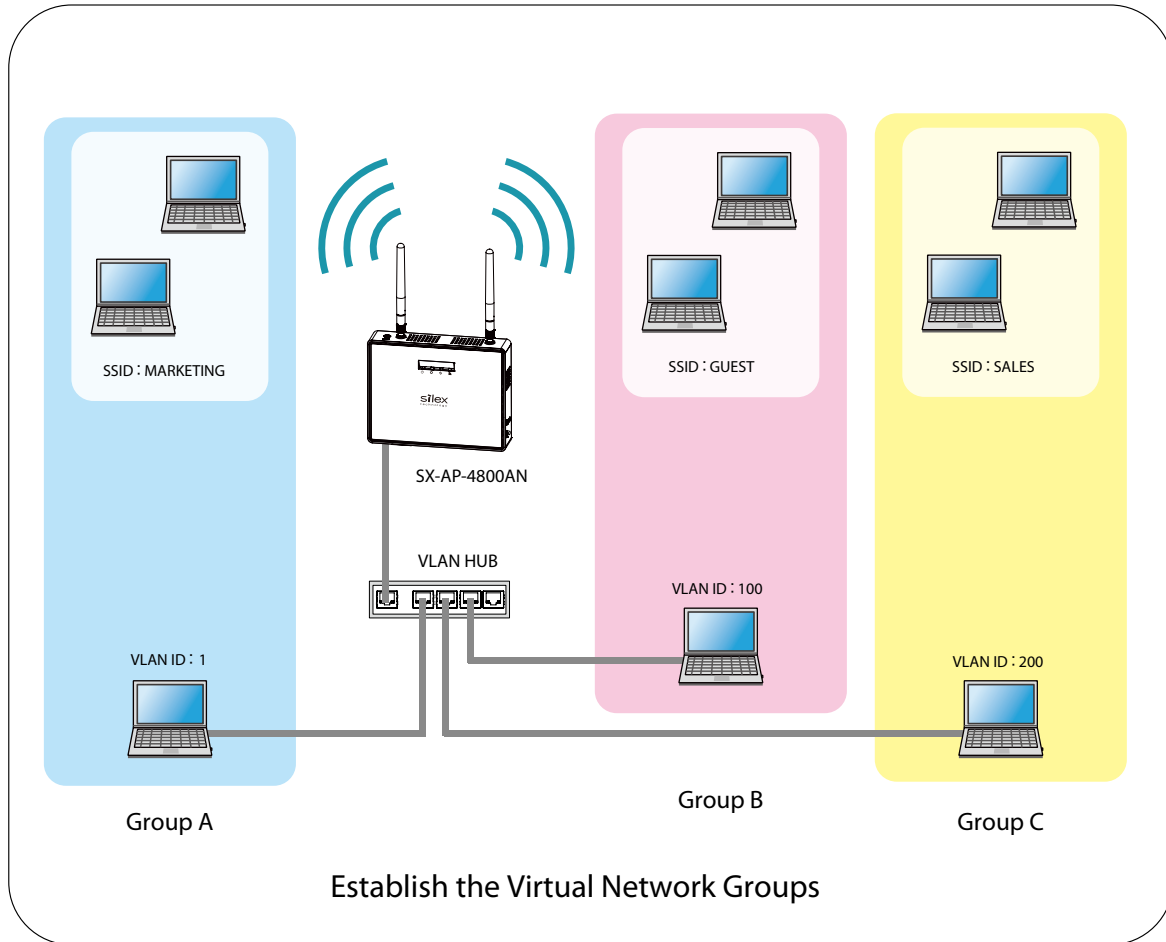 SSID : MARKETING
SSID : GUEST
SSID : SALES
silex
technology
SX-AP-4800AN
VLAN HUB
VLAN ID : 100
VLAN ID : 1
VLAN ID : 200
Group A
Group B
Group C
Establish the Virtual Network Groups